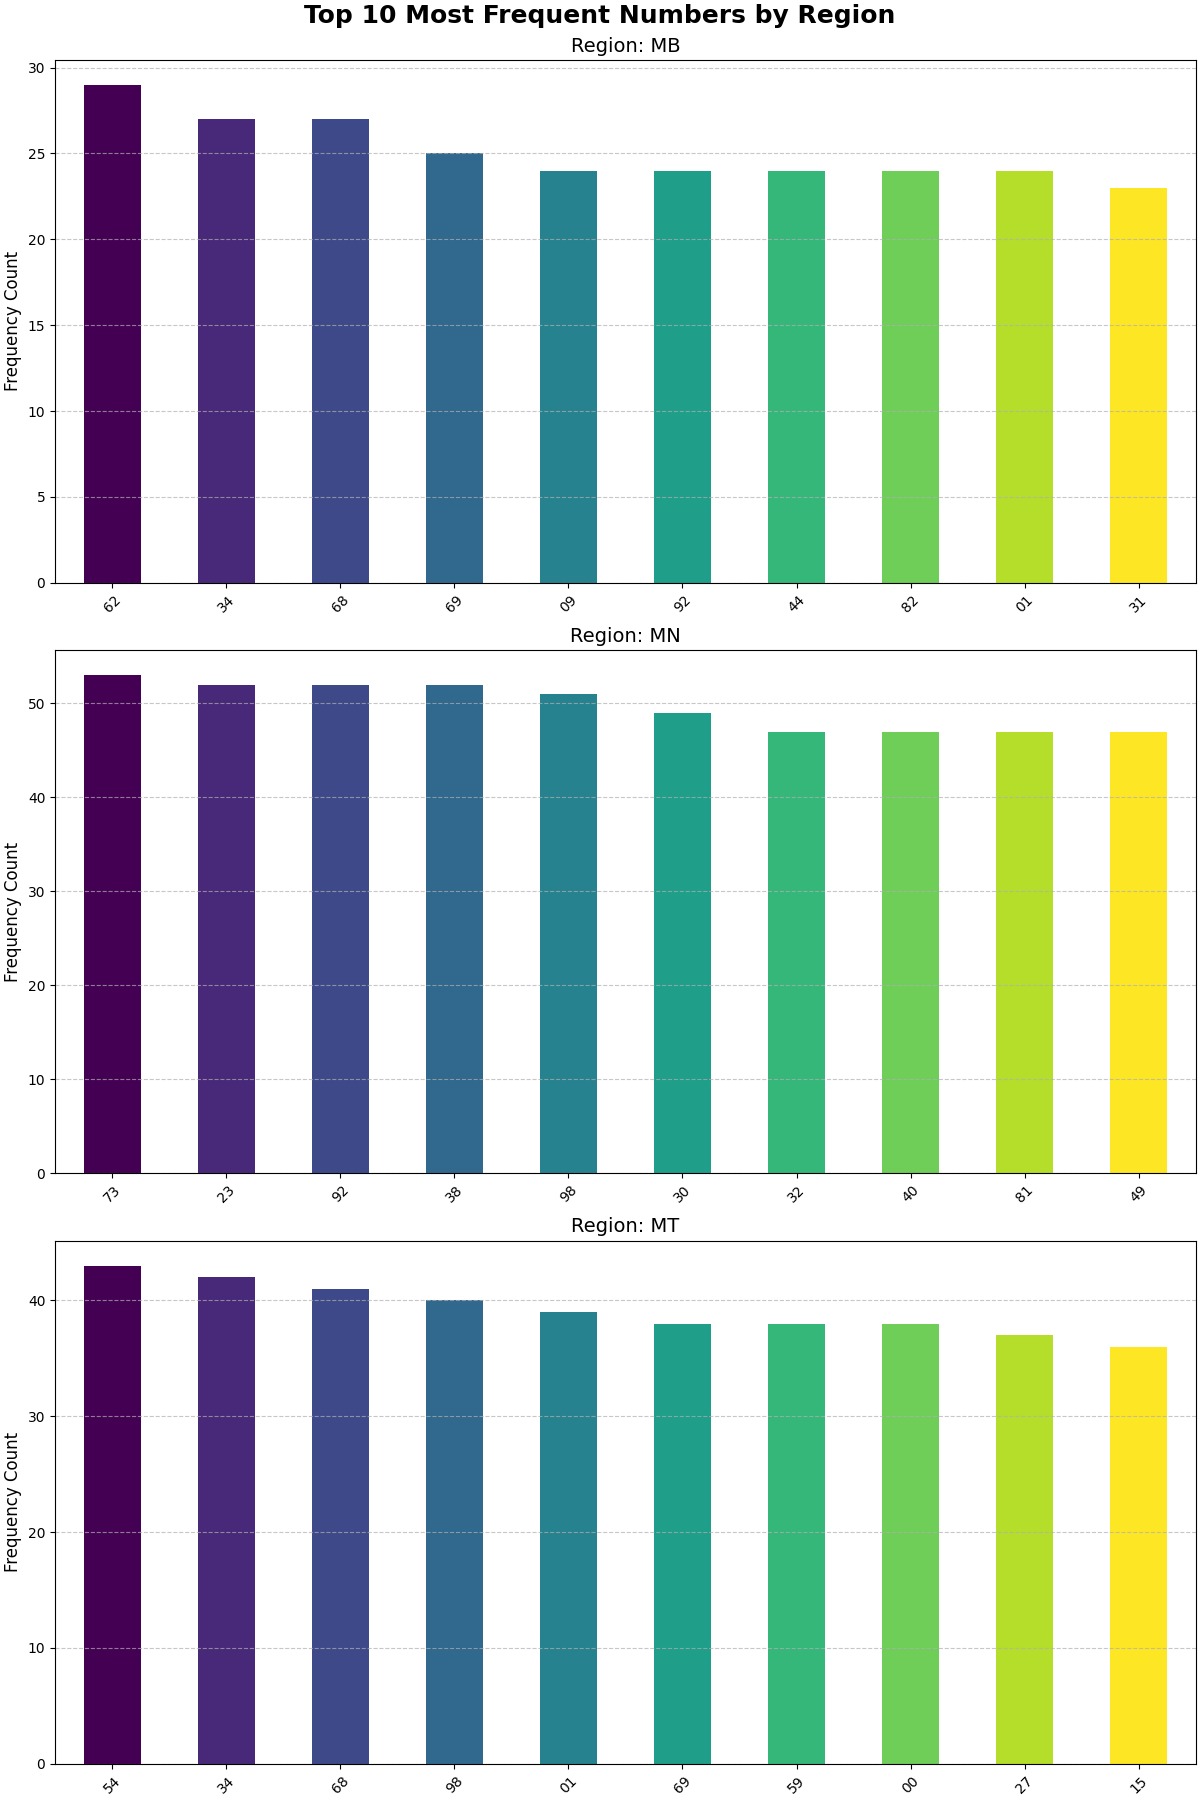 Top 10 Most Frequent Numbers by Region
Region: MB
Frequency Count
30
25
20
15
10
5
0
62 34 68 69 09 92 44 82 01 31
Region: MN
Frequency Count
50
40
30
20
10
0
73 23 92 38 98 30 32 40 81 49
Region: MT
Frequency Count
40
30
20
10
0
54 34 68 98 01 69 59 00 27 15